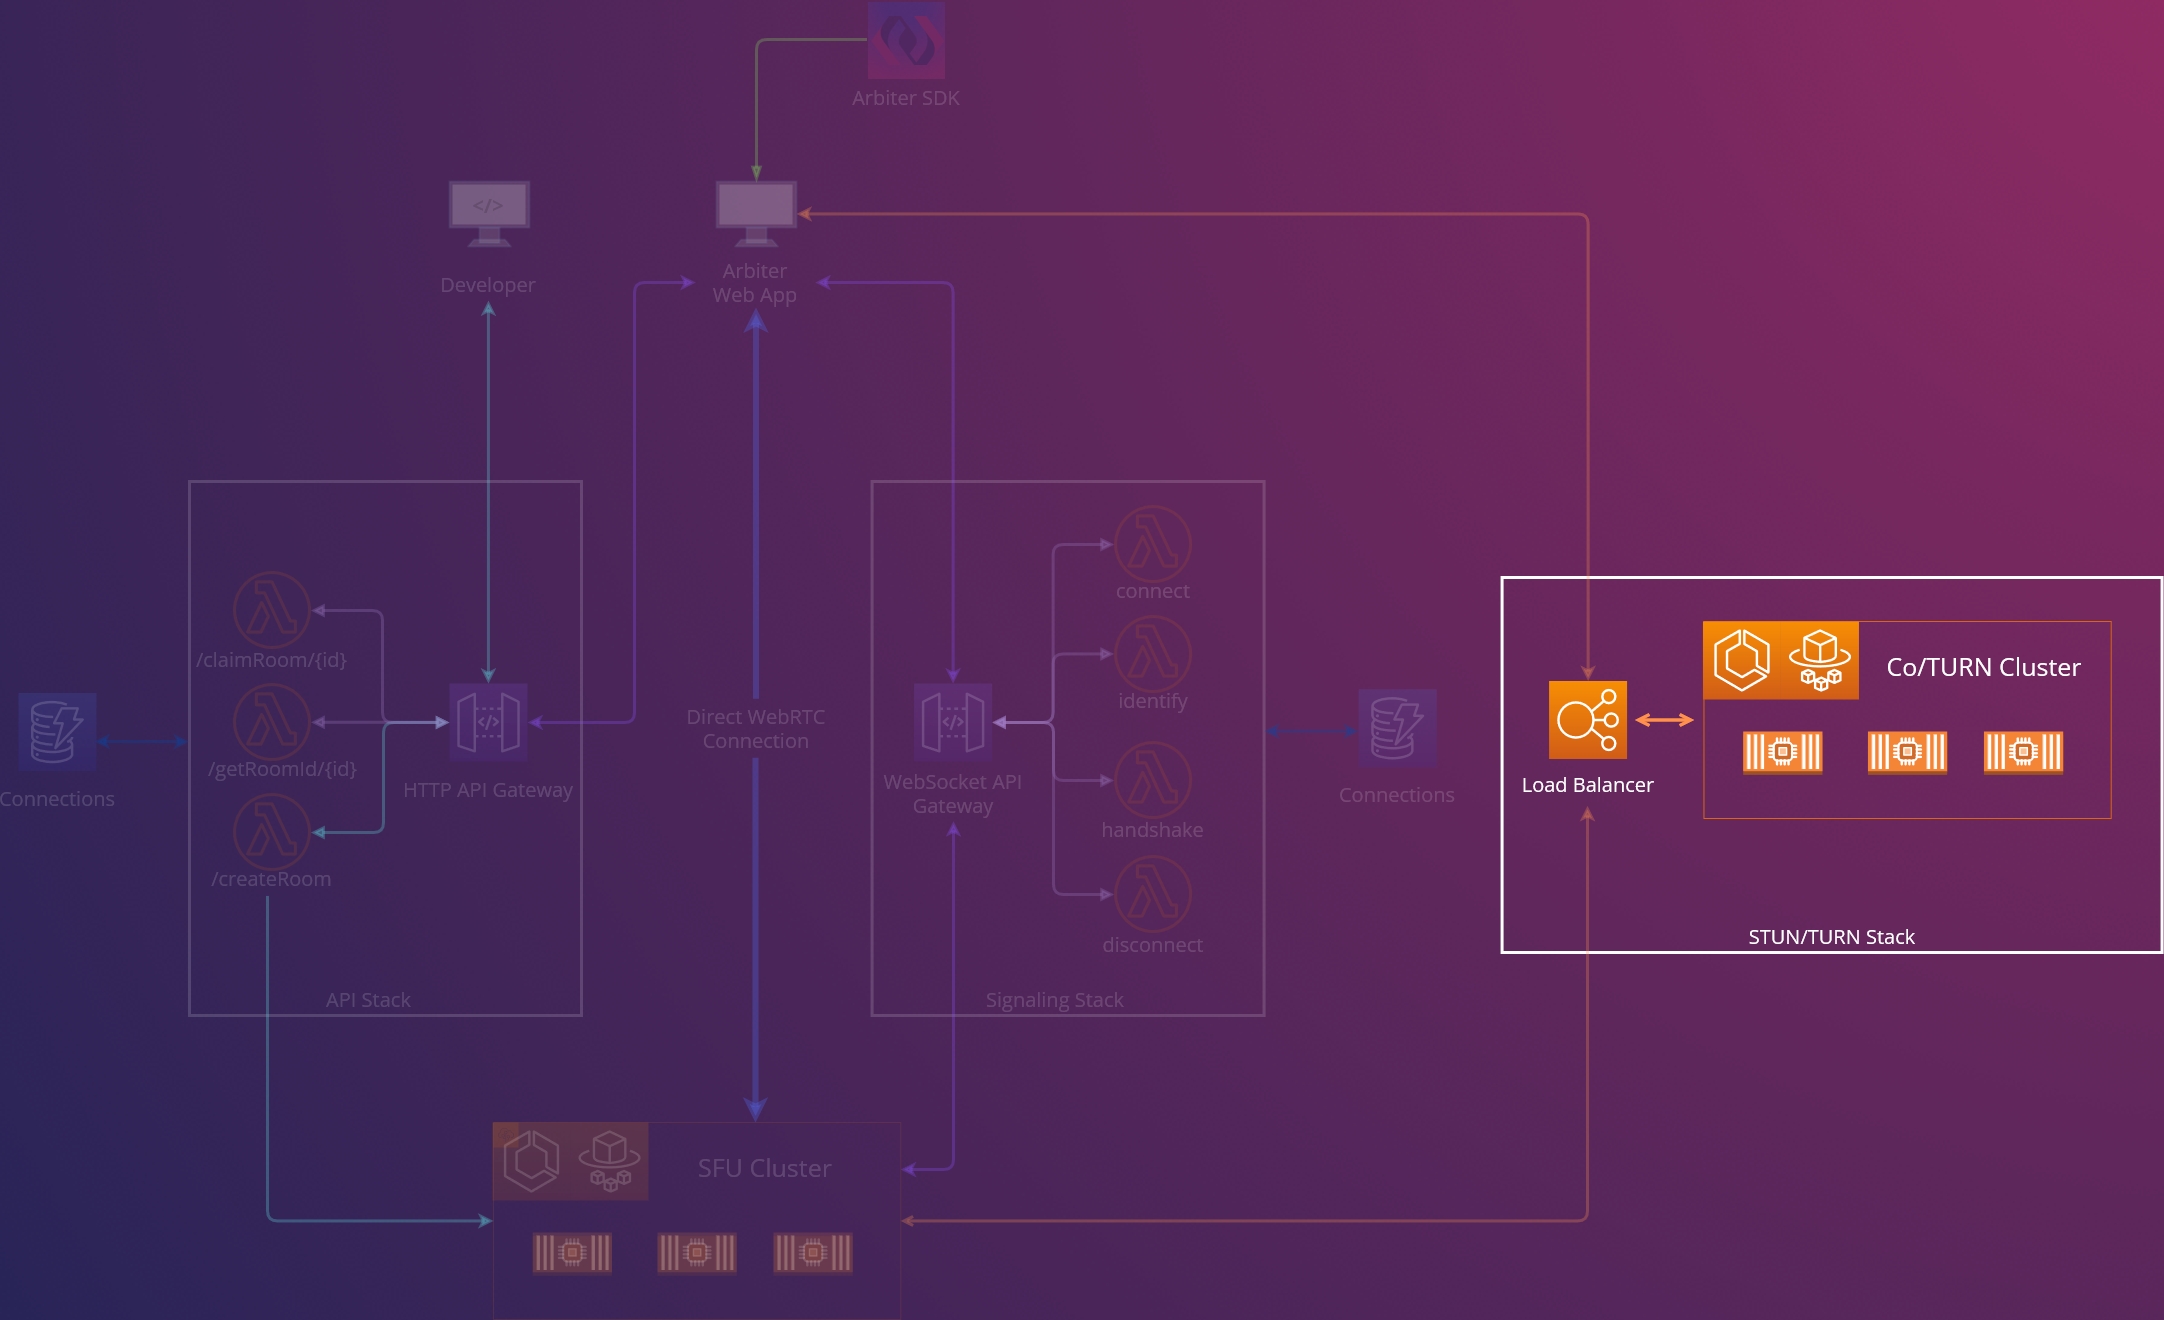 Arbiter SDK
</>
Developer
Arbiter
Web App
/claimRoom/{id}
/getRoomId/{id}
/createRoom
Connections
</>
HTTP API Gateway
API Stack
Direct WebRTC
Connection
</>
WebSocket API
Gateway
connect
identify
handshake
disconnect
Signaling Stack
Connections
Load Balancer
Co/TURN Cluster
STUN/TURN Stack
SFU Cluster